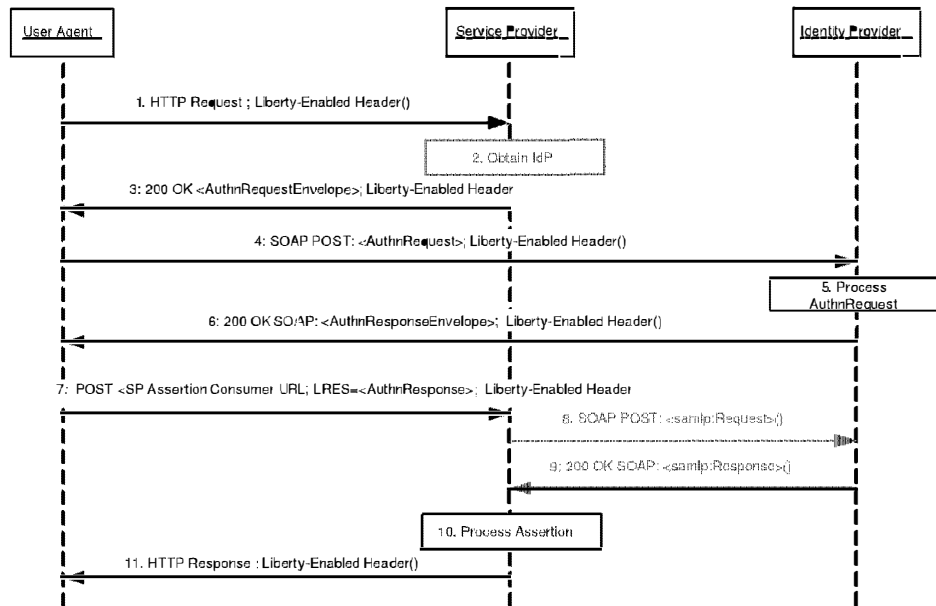 User Agent
Service Provider
Identity Provider
1. HTTP Request ; Liberty-Enabled Header()
2. Obtain IdP
3: 200 OK <AuthnRequestEnvelope>; Liberty-Enabled Header
4: SOAP POST: <AuthnRequest>; Liberty-Enabled Header()
5. Process
AuthnRequest
6: 200 OK SOAP: <AuthnResponseEnvelope>; Liberty-Enabled Header()
7: POST <SP Assertion Consumer URL; LRES=<AuthnResponse>; Liberty-Enabled Header
8. SOAP POST: <samlp:Request>()
9: 200 OK SOAP: <samlp:Response>()
10. Process Assertion
11. HTTP Response : Liberty-Enabled Header()